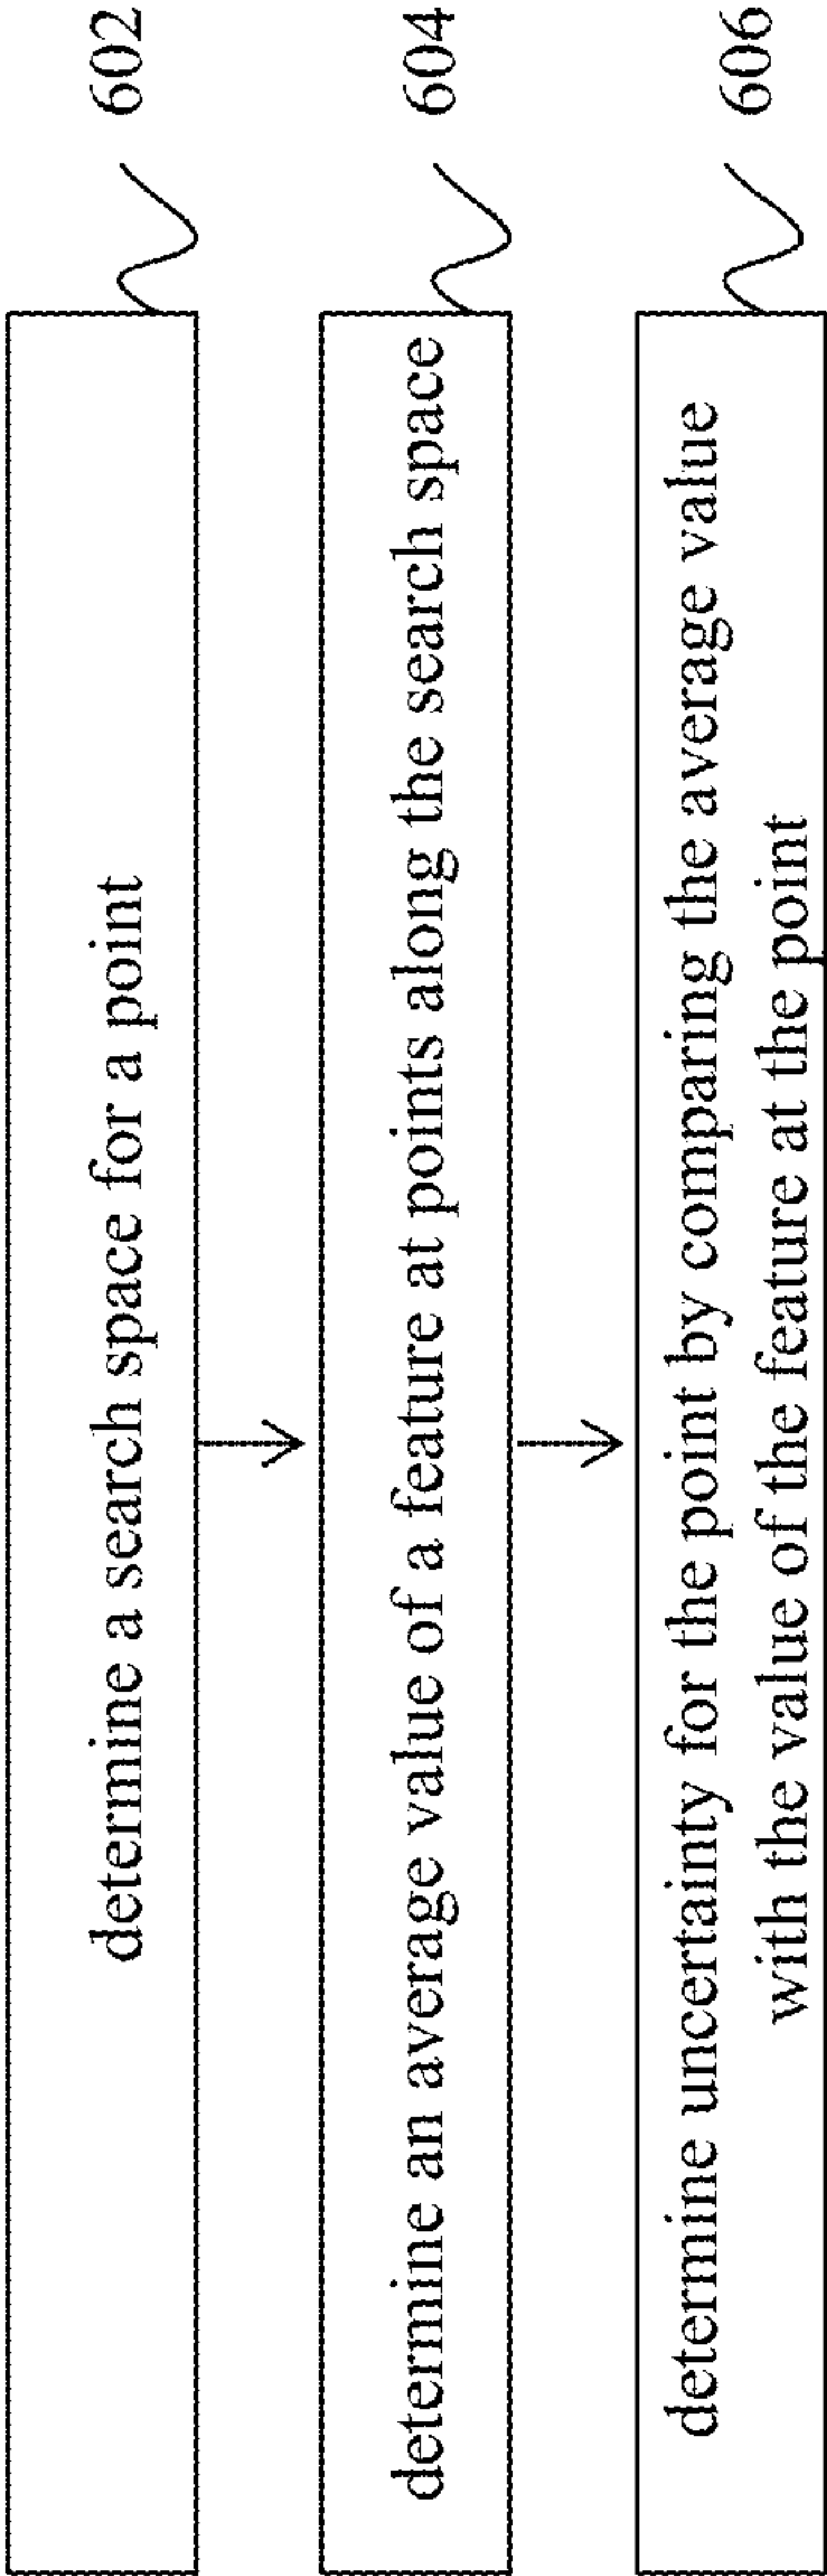 determine a search space for a point
602
determine an average value of a feature at points along the search space
604
determine uncertainty for the point by comparing the average value
with the value of the feature at the point
606